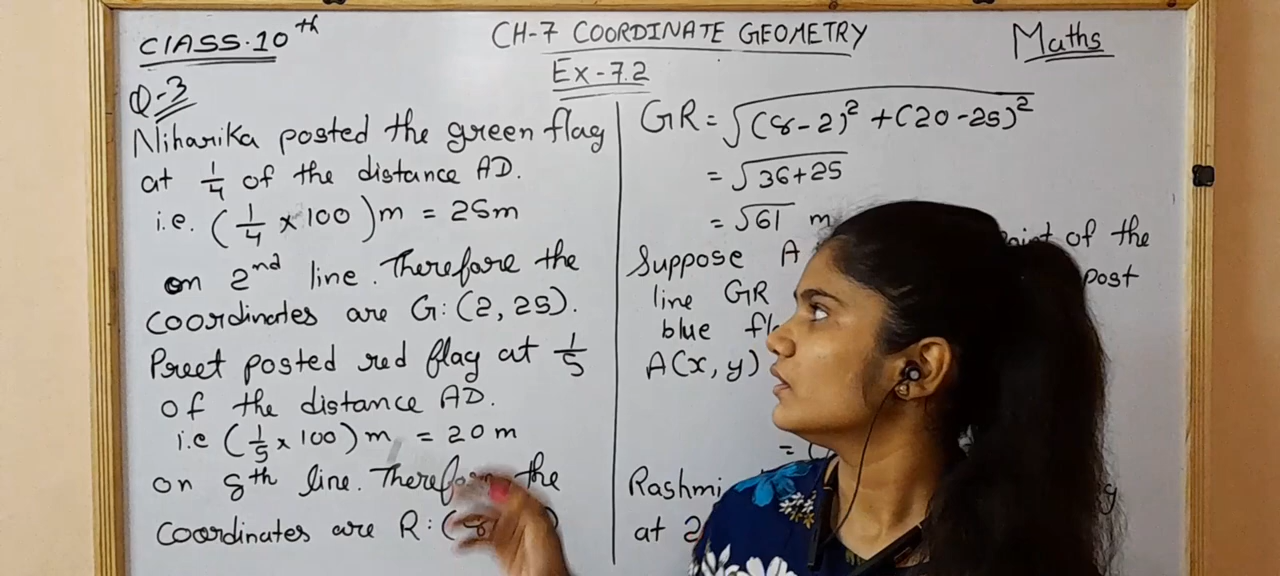 CLASS.10th
CH-7 COORDINATE GEOMETRY
Maths
Ex-7.2
Q-3
Niharika posted the green flag
at 1/4 of the distance AD.
i.e. (1/4 × 100)m = 25m
on 2nd line. Therefore the
coordinates are G:(2, 25).
Preet posted red flag at 1/5
of the distance AD.
i.e (1/5 × 100)m = 20m
on 8th line. Therefore the
coordinates are R:(8
GR = √(8-2)² + (20-25)²
= √36+25
= √61 m
Suppose A of the
line GR post
blue
A(x, y)
= (
Rashmi
at 2